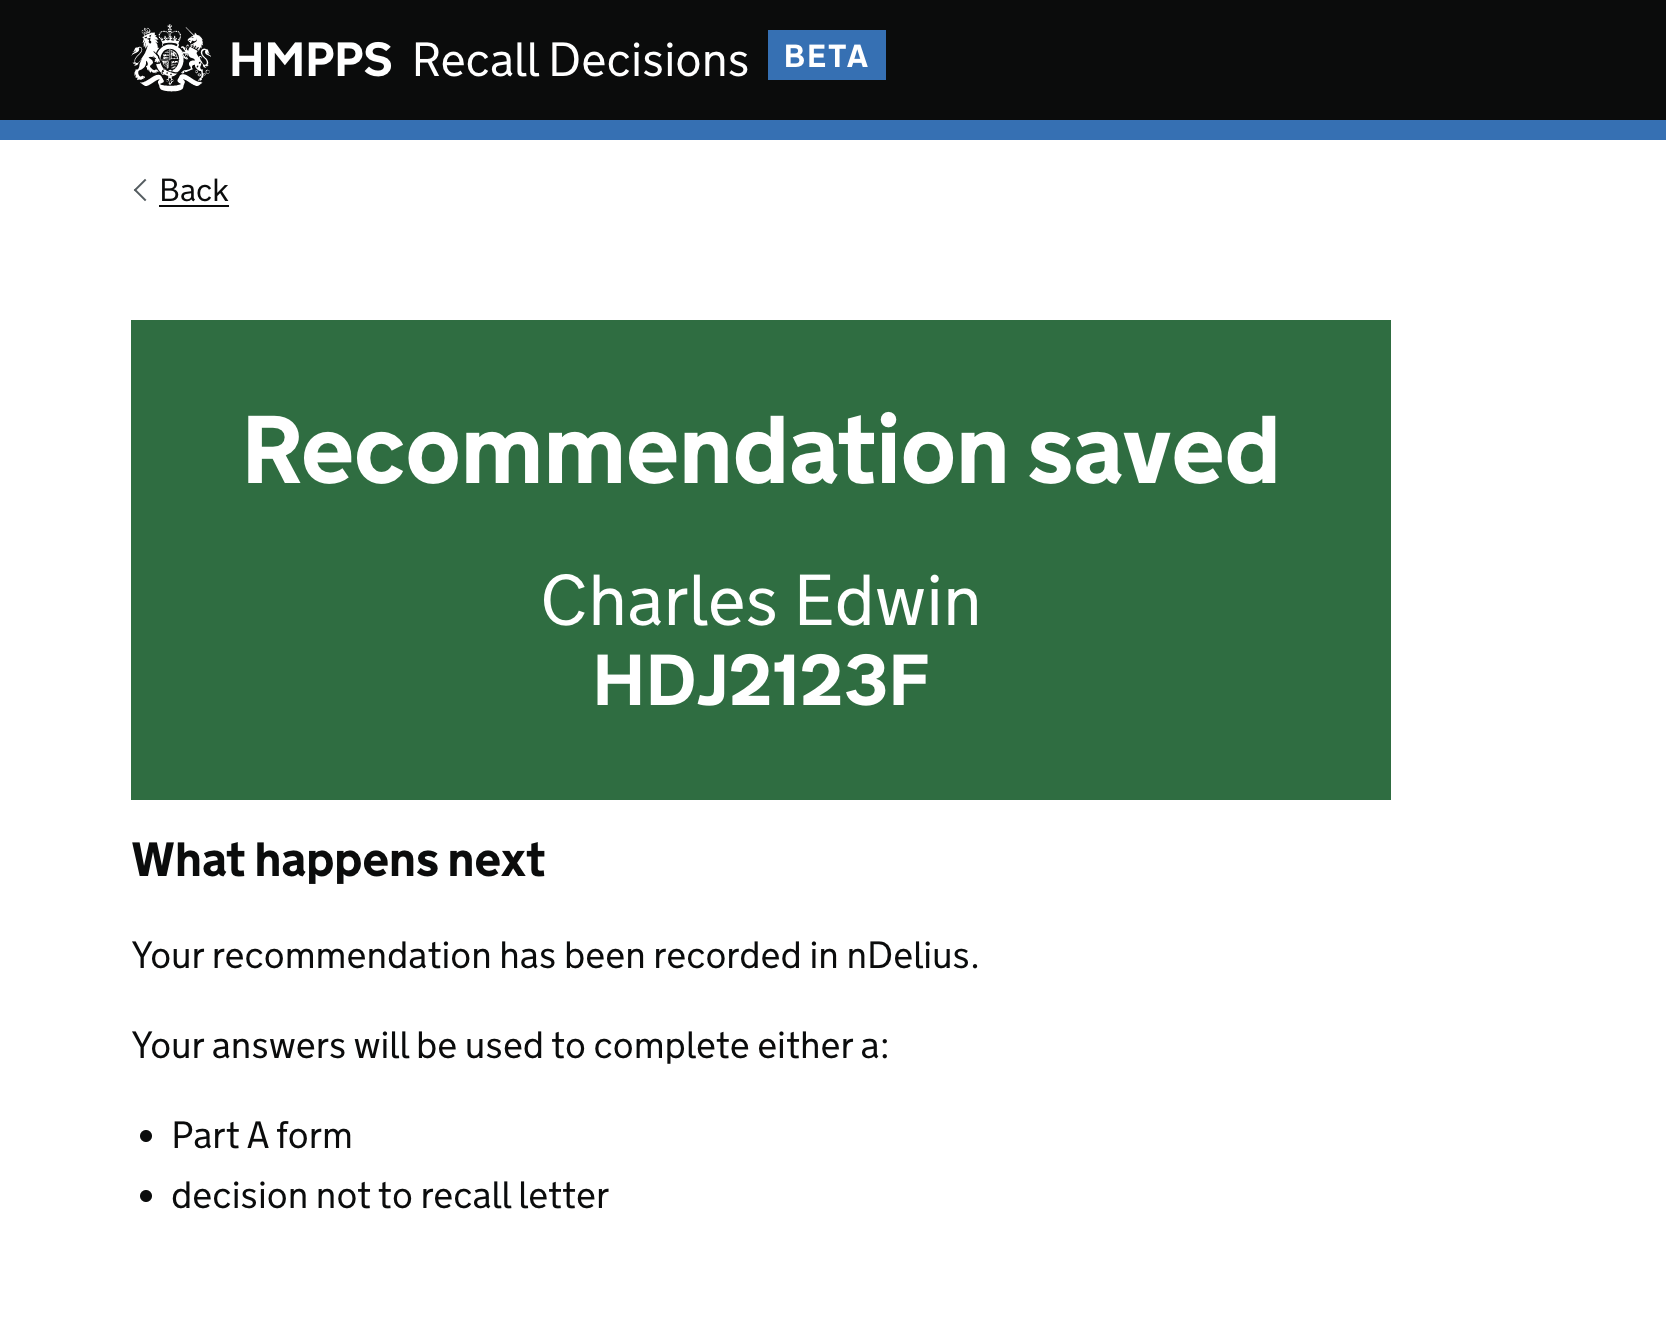 HMPPS Recall Decisions BETA
Back
Recommendation saved
Charles Edwin
HDJ2123F
What happens next
Your recommendation has been recorded in nDelius.
Your answers will be used to complete either a:
• Part A form
• decision not to recall letter